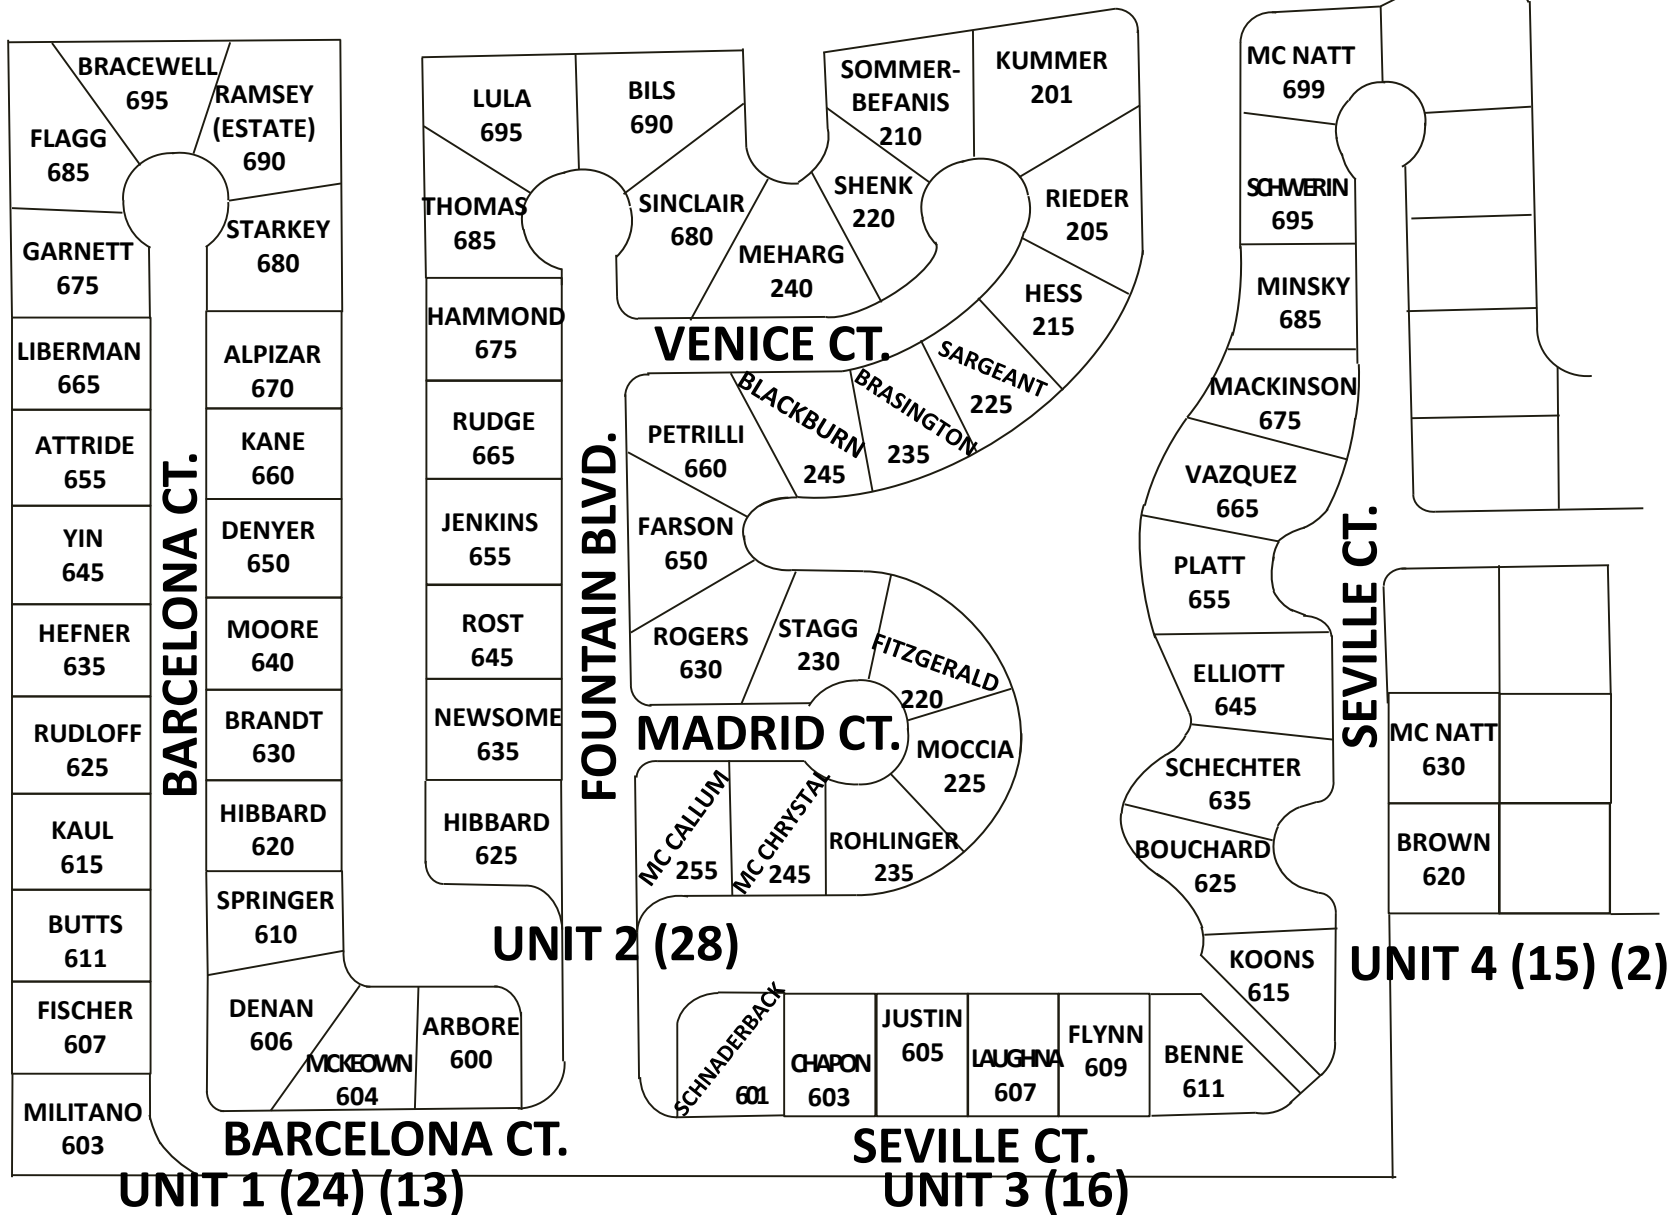 BRACEWELL
695
RAMSEY
(ESTATE)
690
FLAGG
685
STARKEY
680
GARNETT
675
LIBERMAN
665
ALPIZAR
670
ATTRIDE
655
KANE
660
YIN
645
DENYER
650
HEFNER
635
MOORE
640
RUDLOFF
625
BRANDT
630
KAUL
615
HIBBARD
620
BUTTS
611
SPRINGER
610
FISCHER
607
DENAN
606
MCKEOWN
604
ARBORE
600
MILITANO
603
BARCELONA CT.
BARCELONA CT.
UNIT 1 (24) (13)
LULA
695
BILS
690
THOMAS
685
SINCLAIR
680
HAMMOND
675
RUDGE
665
JENKINS
655
ROST
645
NEWSOME
635
HIBBARD
625
FOUNTAIN BLVD.
MEHARG
240
SHENK
220
SOMMER-
BEFANIS
210
KUMMER
201
RIEDER
205
HESS
215
SARGEANT
225
BRASINGTON
235
BLACKBURN
245
VENICE CT.
PETRILLI
660
FARSON
650
ROGERS
630
STAGG
230
FITZGERALD
220
MADRID CT.
MOCCIA
225
ROHLINGER
235
MC CHRYSTAL
245
MC CALLUM
255
UNIT 2 (28)
MC NATT
699
SCHWERIN
695
MINSKY
685
MACKINSON
675
VAZQUEZ
665
PLATT
655
ELLIOTT
645
SCHECHTER
635
BOUCHARD
625
KOONS
615
SEVILLE CT.
SCHNADERBACK
601
CHAPON
603
JUSTIN
605
LAUGHNA
607
FLYNN
609
BENNE
611
SEVILLE CT.
UNIT 3 (16)
MC NATT
630
BROWN
620
UNIT 4 (15) (2)